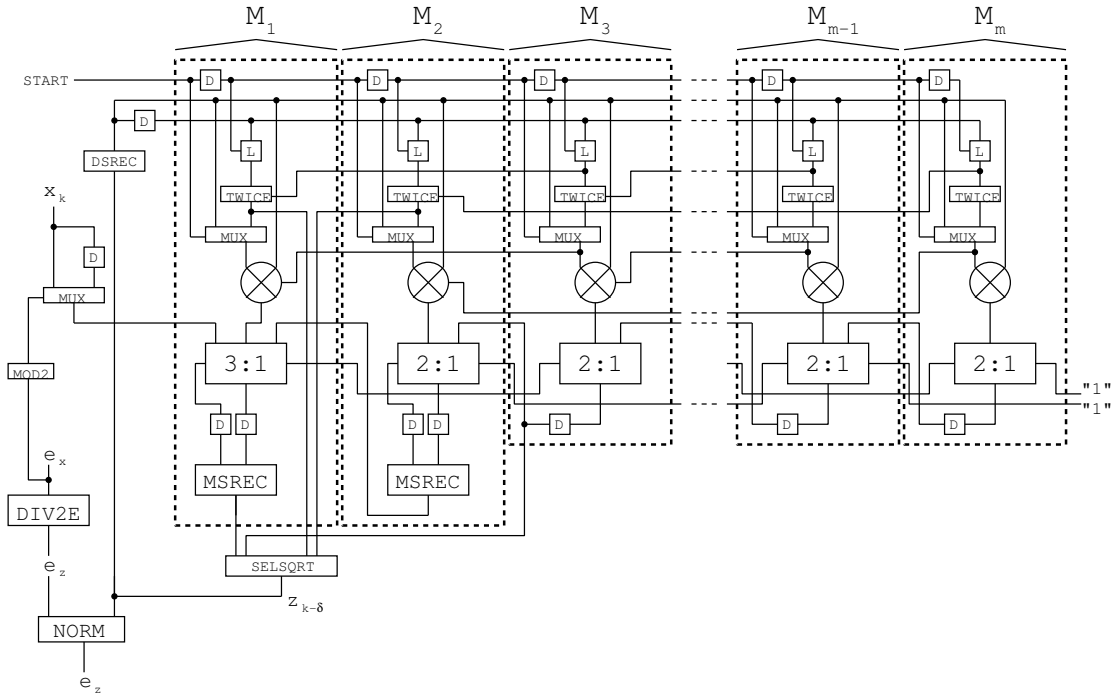 M1 M2 M3 Mm-1 Mm
START D D D D D
D
L L L L L
DSREC
TWICE TWICE TWICE TWICE TWICE
xk
MUX MUX MUX MUX MUX
D
MUX
3:1 2:1 2:1 2:1 2:1
MOD2
"1"
"1"
D D D D D D D
ex
MSREC MSREC
DIV2E
ez
SELSQRT
zk-δ
NORM
ez